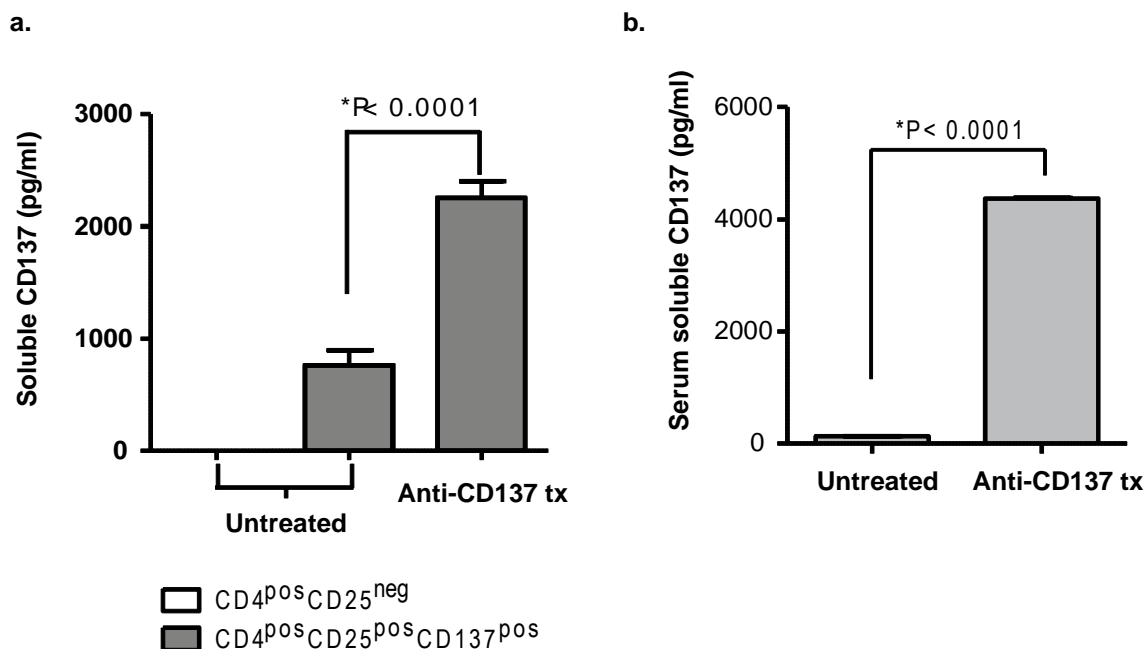 a.
Soluble CD137 (pg/ml)
3000
2000
1000
0
*P< 0.0001
Untreated
Anti-CD137 tx
CD4posCD25neg
CD4posCD25posCD137pos
b.
Serum soluble CD137 (pg/ml)
6000
4000
2000
0
*P< 0.0001
Untreated
Anti-CD137 tx